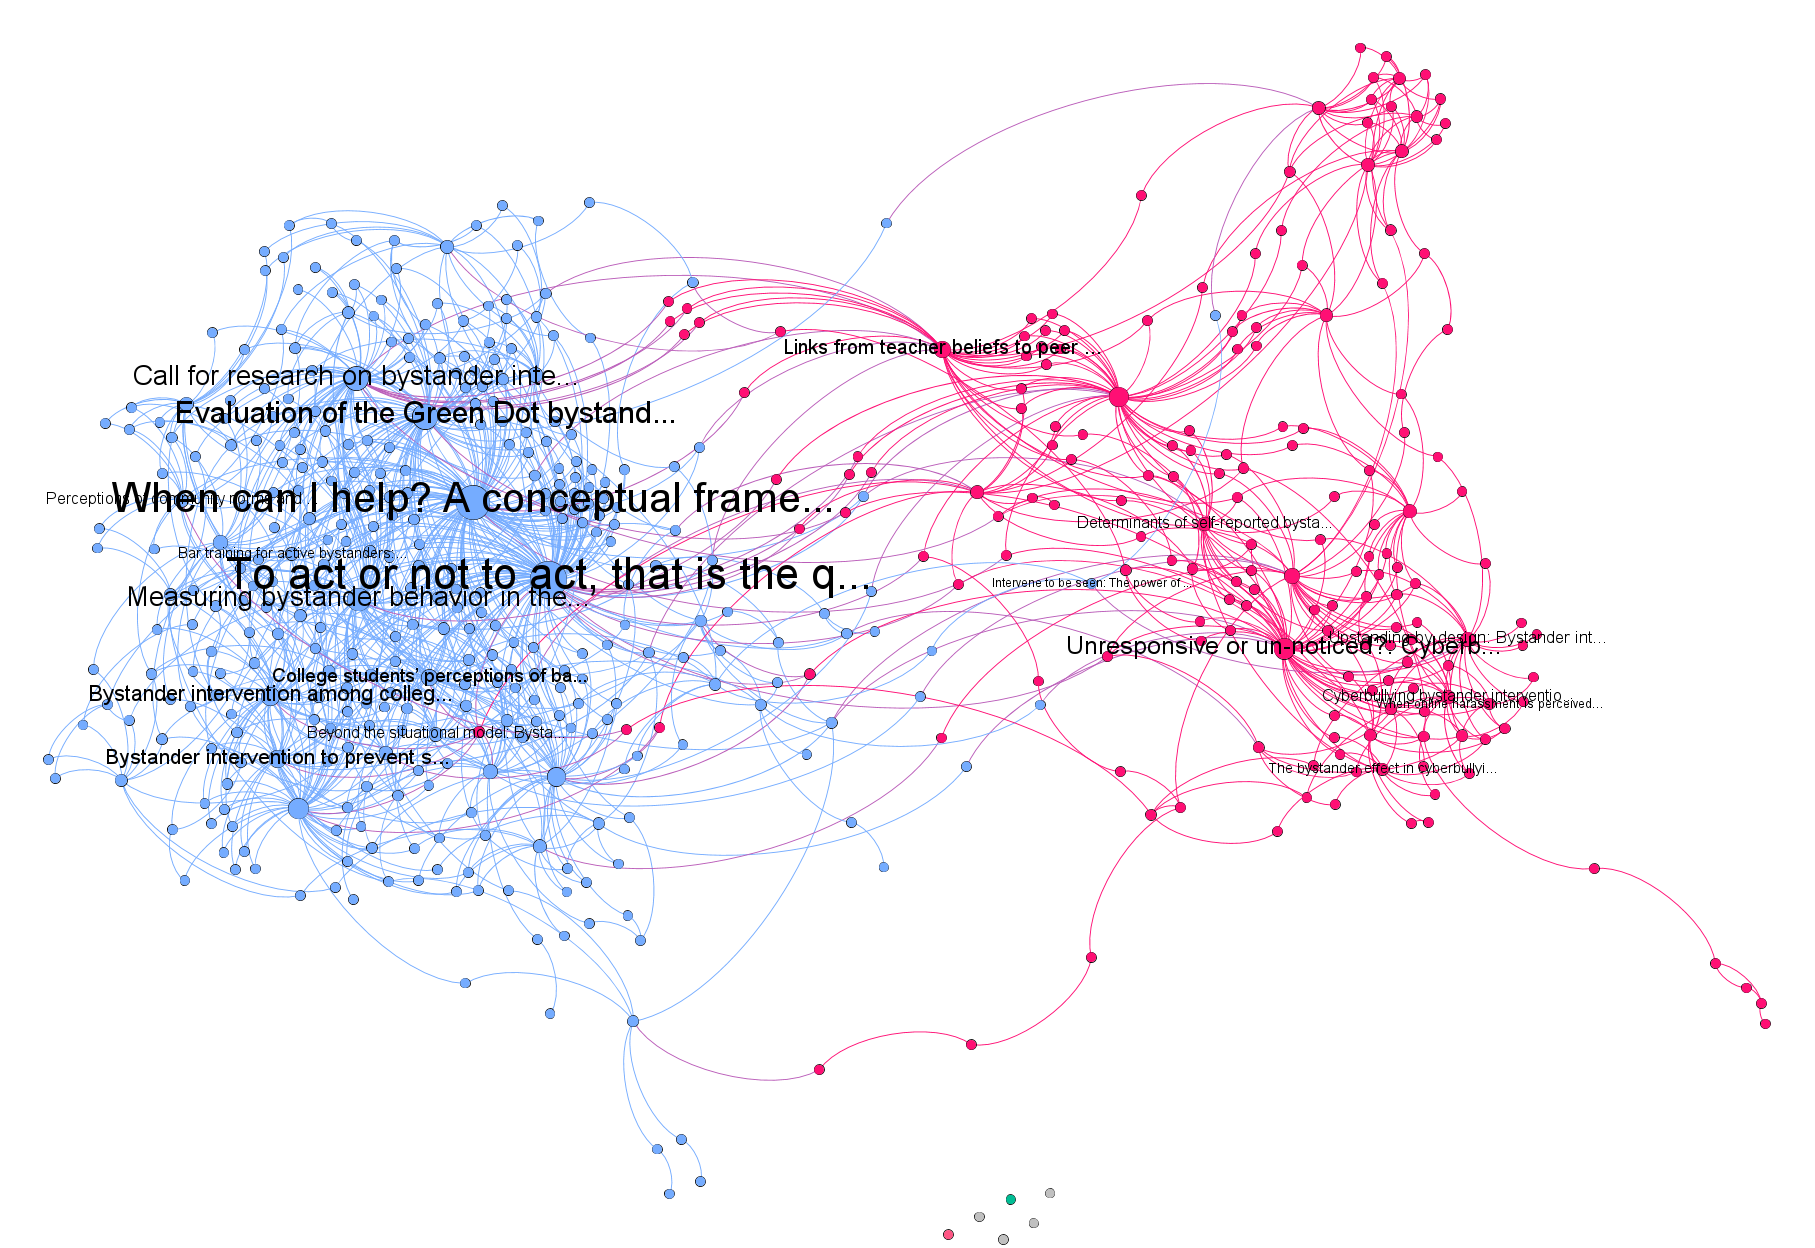 Links from teacher beliefs to peer ...
Call for research on bystander inte...
Evaluation of the Green Dot bystand...
When can I help? A conceptual frame...
Perceptions of community norms and ...
Determinants of self-reported bysta...
Bar training for active bystanders:...
To act or not to act, that is the q...
Intervene to be seen: The power of ...
Measuring bystander behavior in the...
Upstanding by design: Bystander int...
Unresponsive or un-noticed?: Cyberb...
College students’ perceptions of ba...
Bystander intervention among colleg...
Cyberbullying bystander interventio...
When online harassment is perceived...
Beyond the situational model: Bysta...
Bystander intervention to prevent s...
The bystander effect in cyberbullyi...